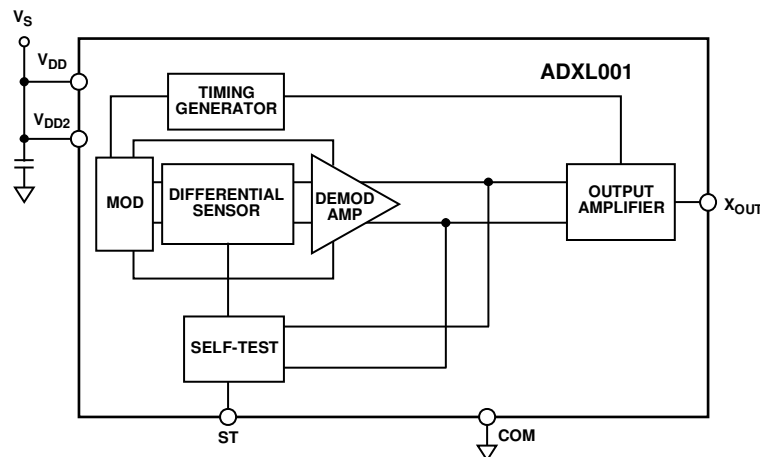 VS
VDD
VDD2
ADXL001
TIMING
GENERATOR
MOD
DIFFERENTIAL
SENSOR
DEMOD
AMP
OUTPUT
AMPLIFIER
XOUT
SELF-TEST
ST
COM